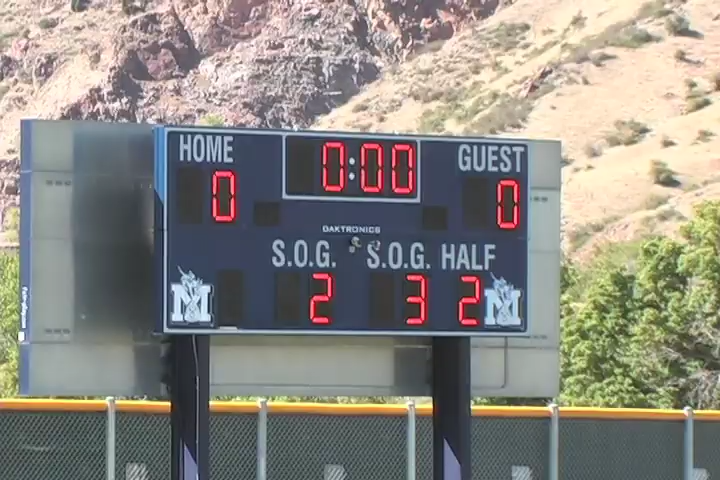 HOME 0:00 GUEST
0 0
DAKTRONICS
S.O.G. S.O.G. HALF
M 2 3 2 M